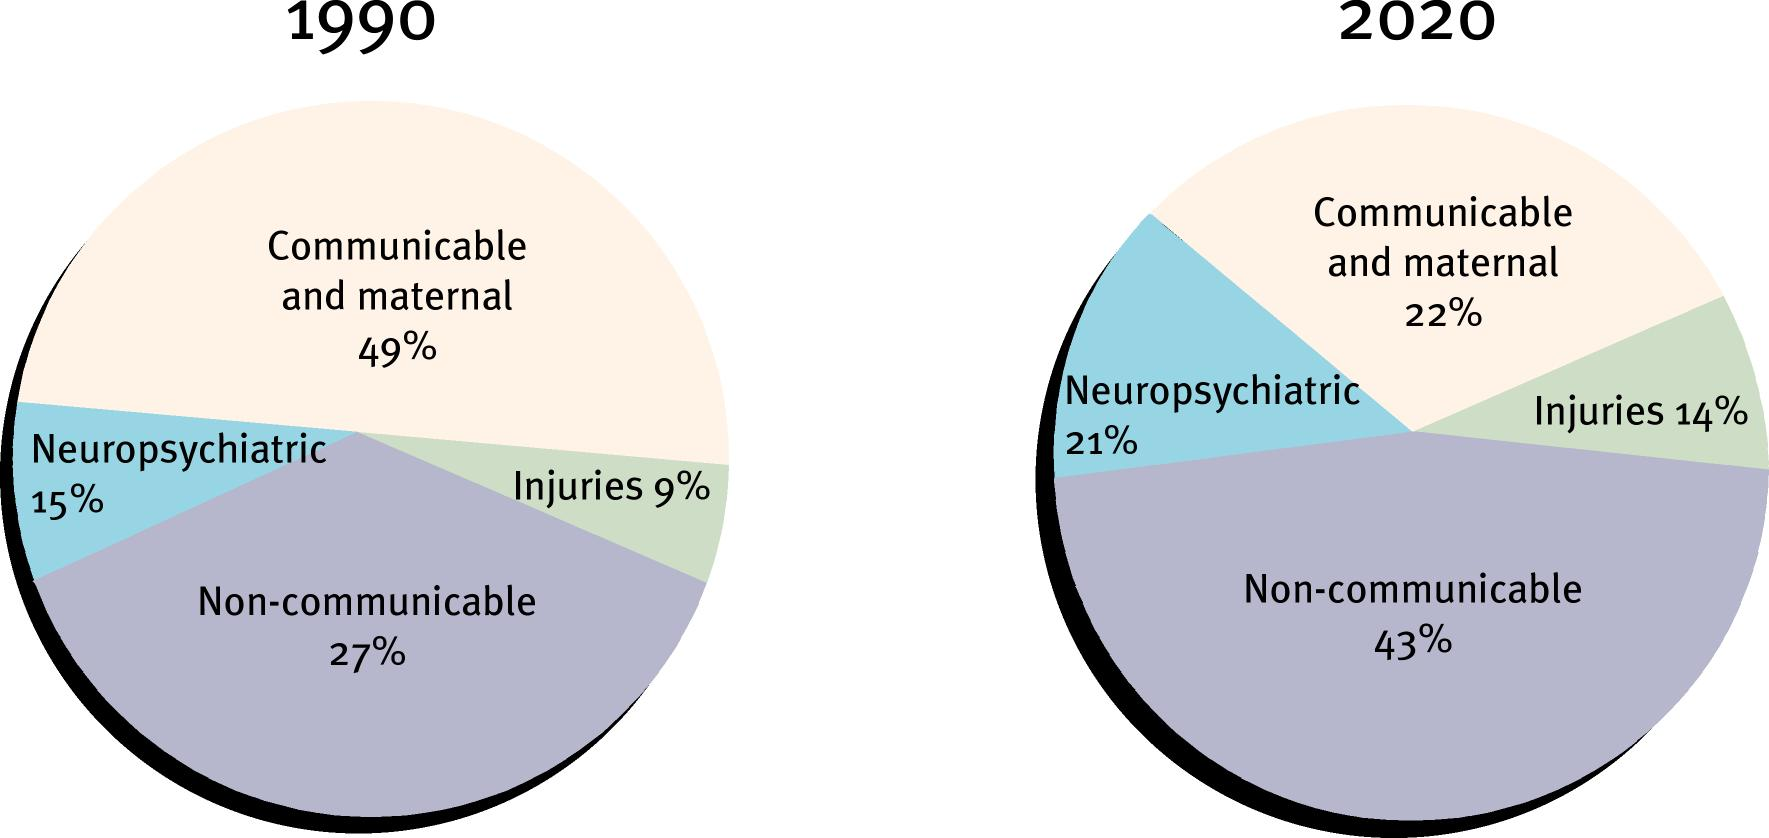 1990
Communicable
and maternal
49%
Neuropsychiatric
15%
Injuries 9%
Non-communicable
27%
2020
Communicable
and maternal
22%
Neuropsychiatric
21%
Injuries 14%
Non-communicable
43%